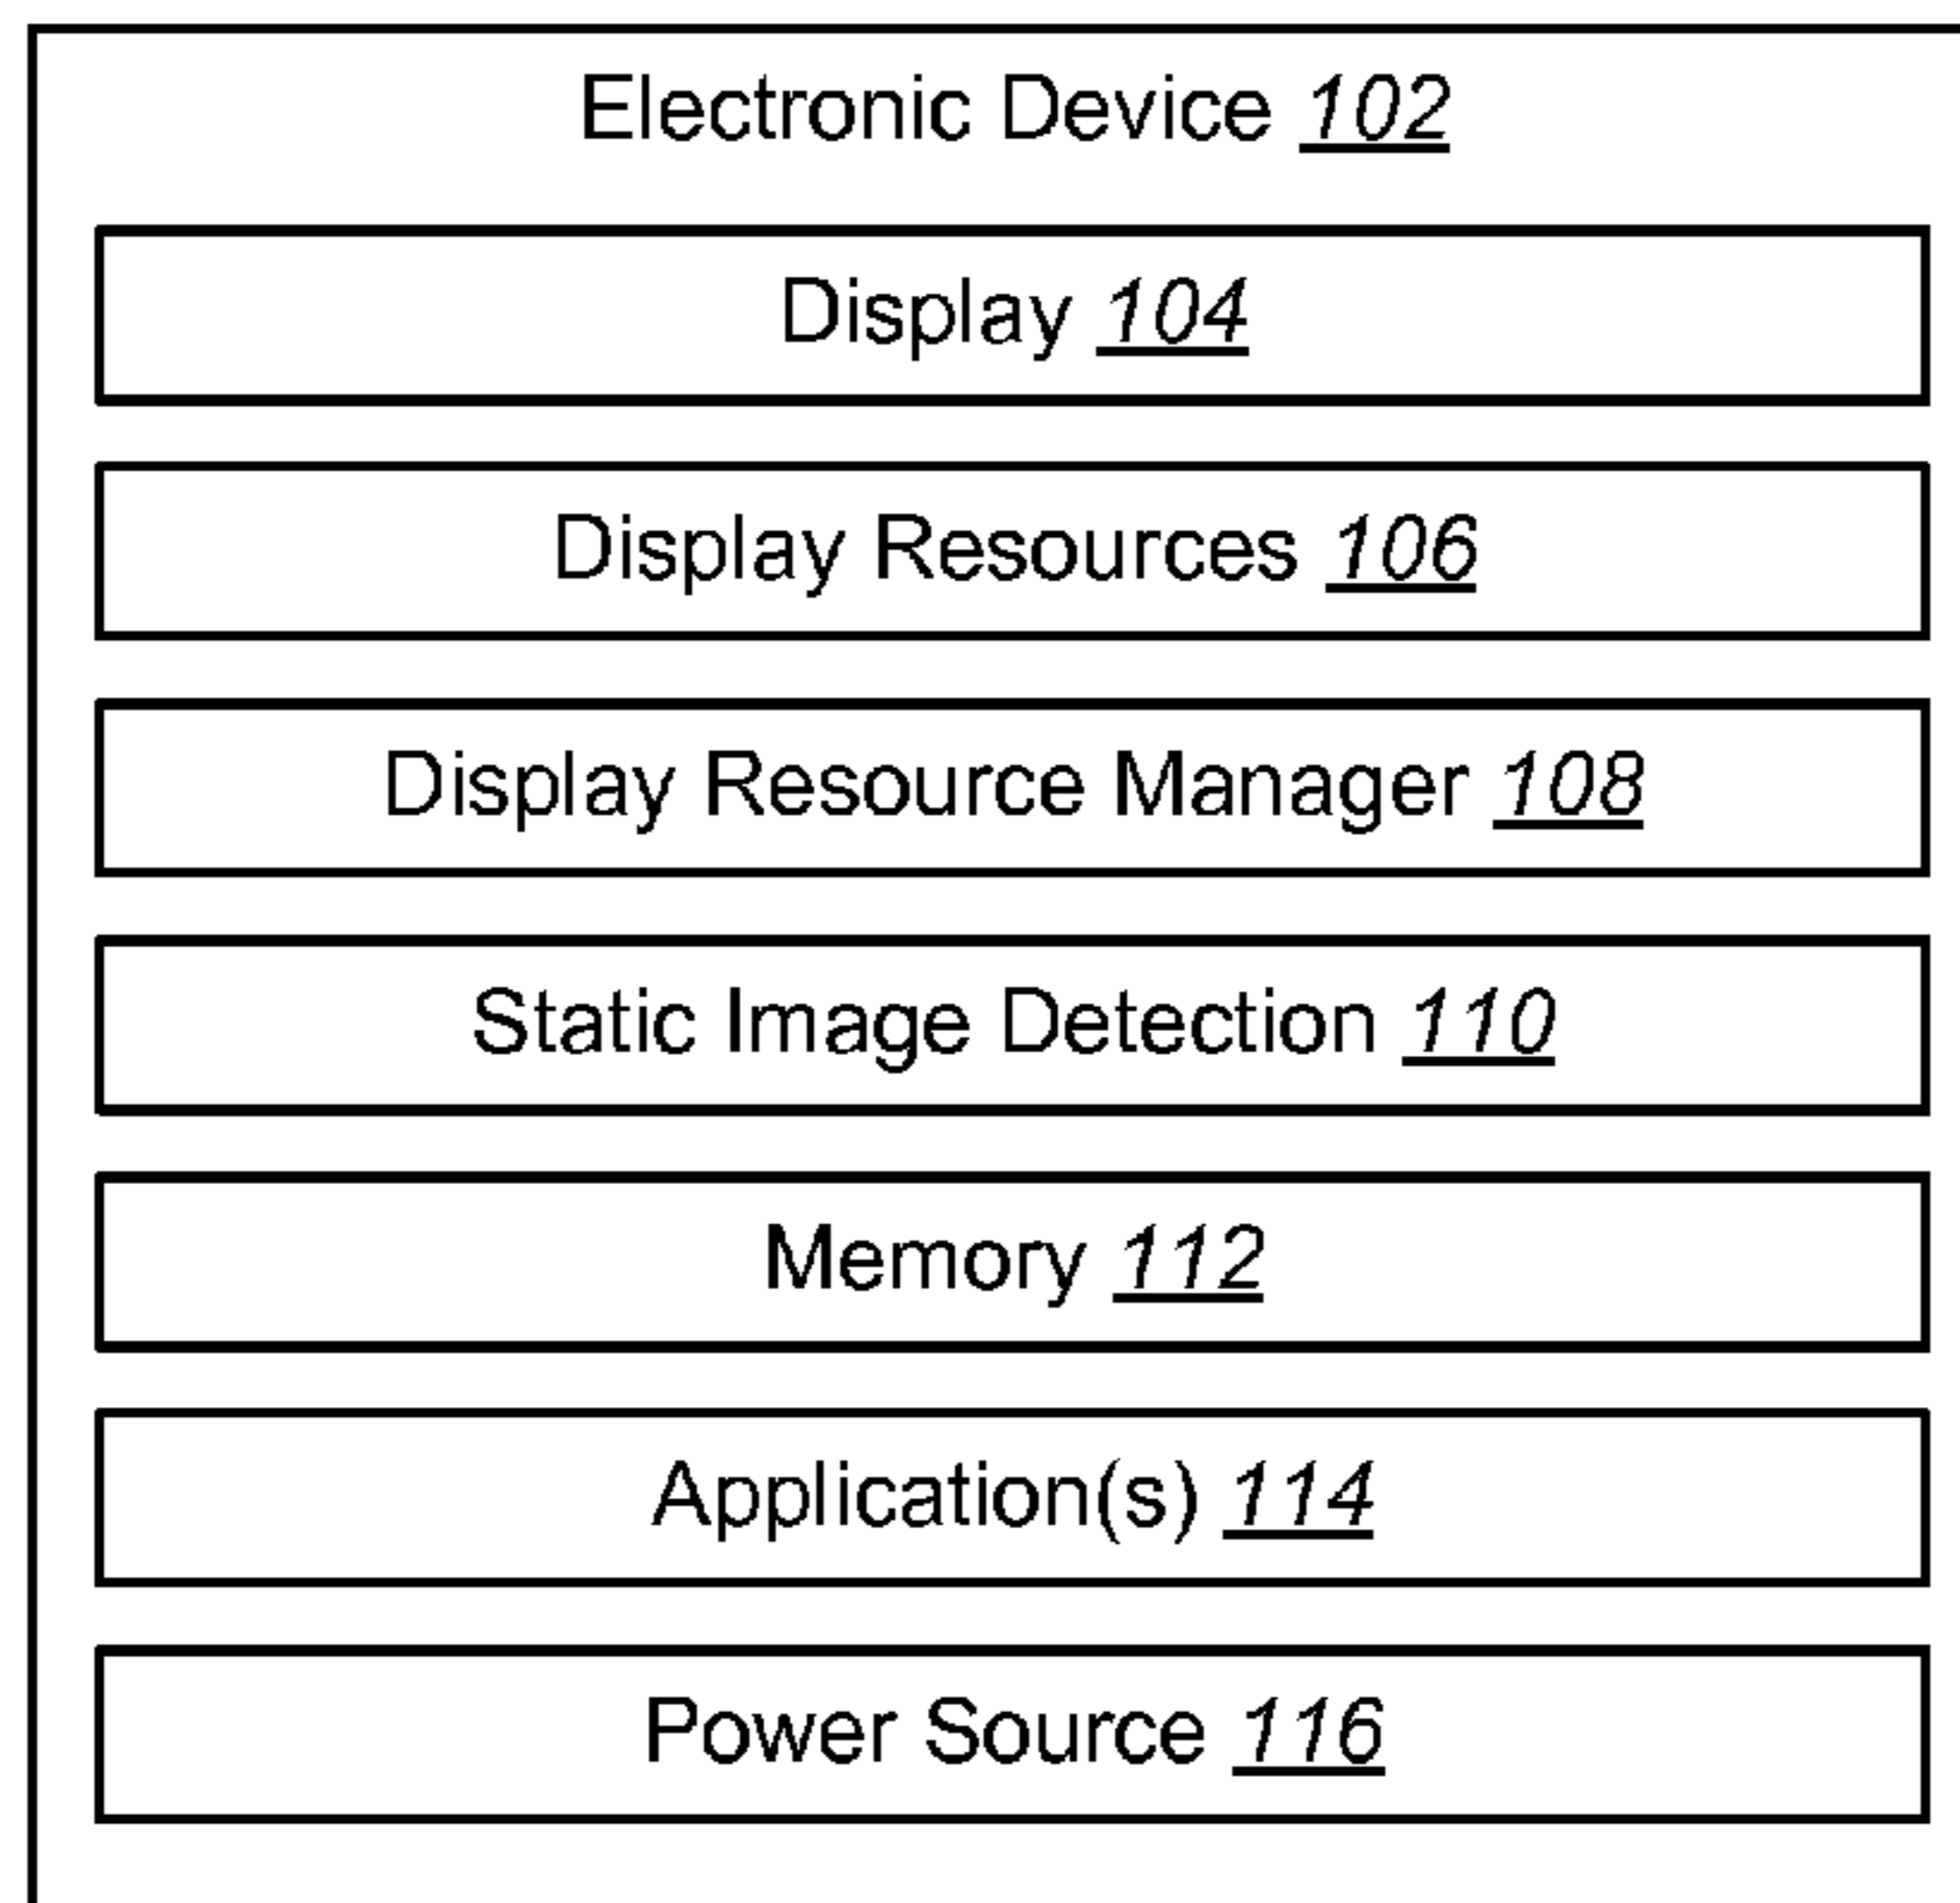 Electronic Device 102
Display 104
Display Resources 106
Display Resource Manager 108
Static Image Detection 110
Memory 112
Application(s) 114
Power Source 116